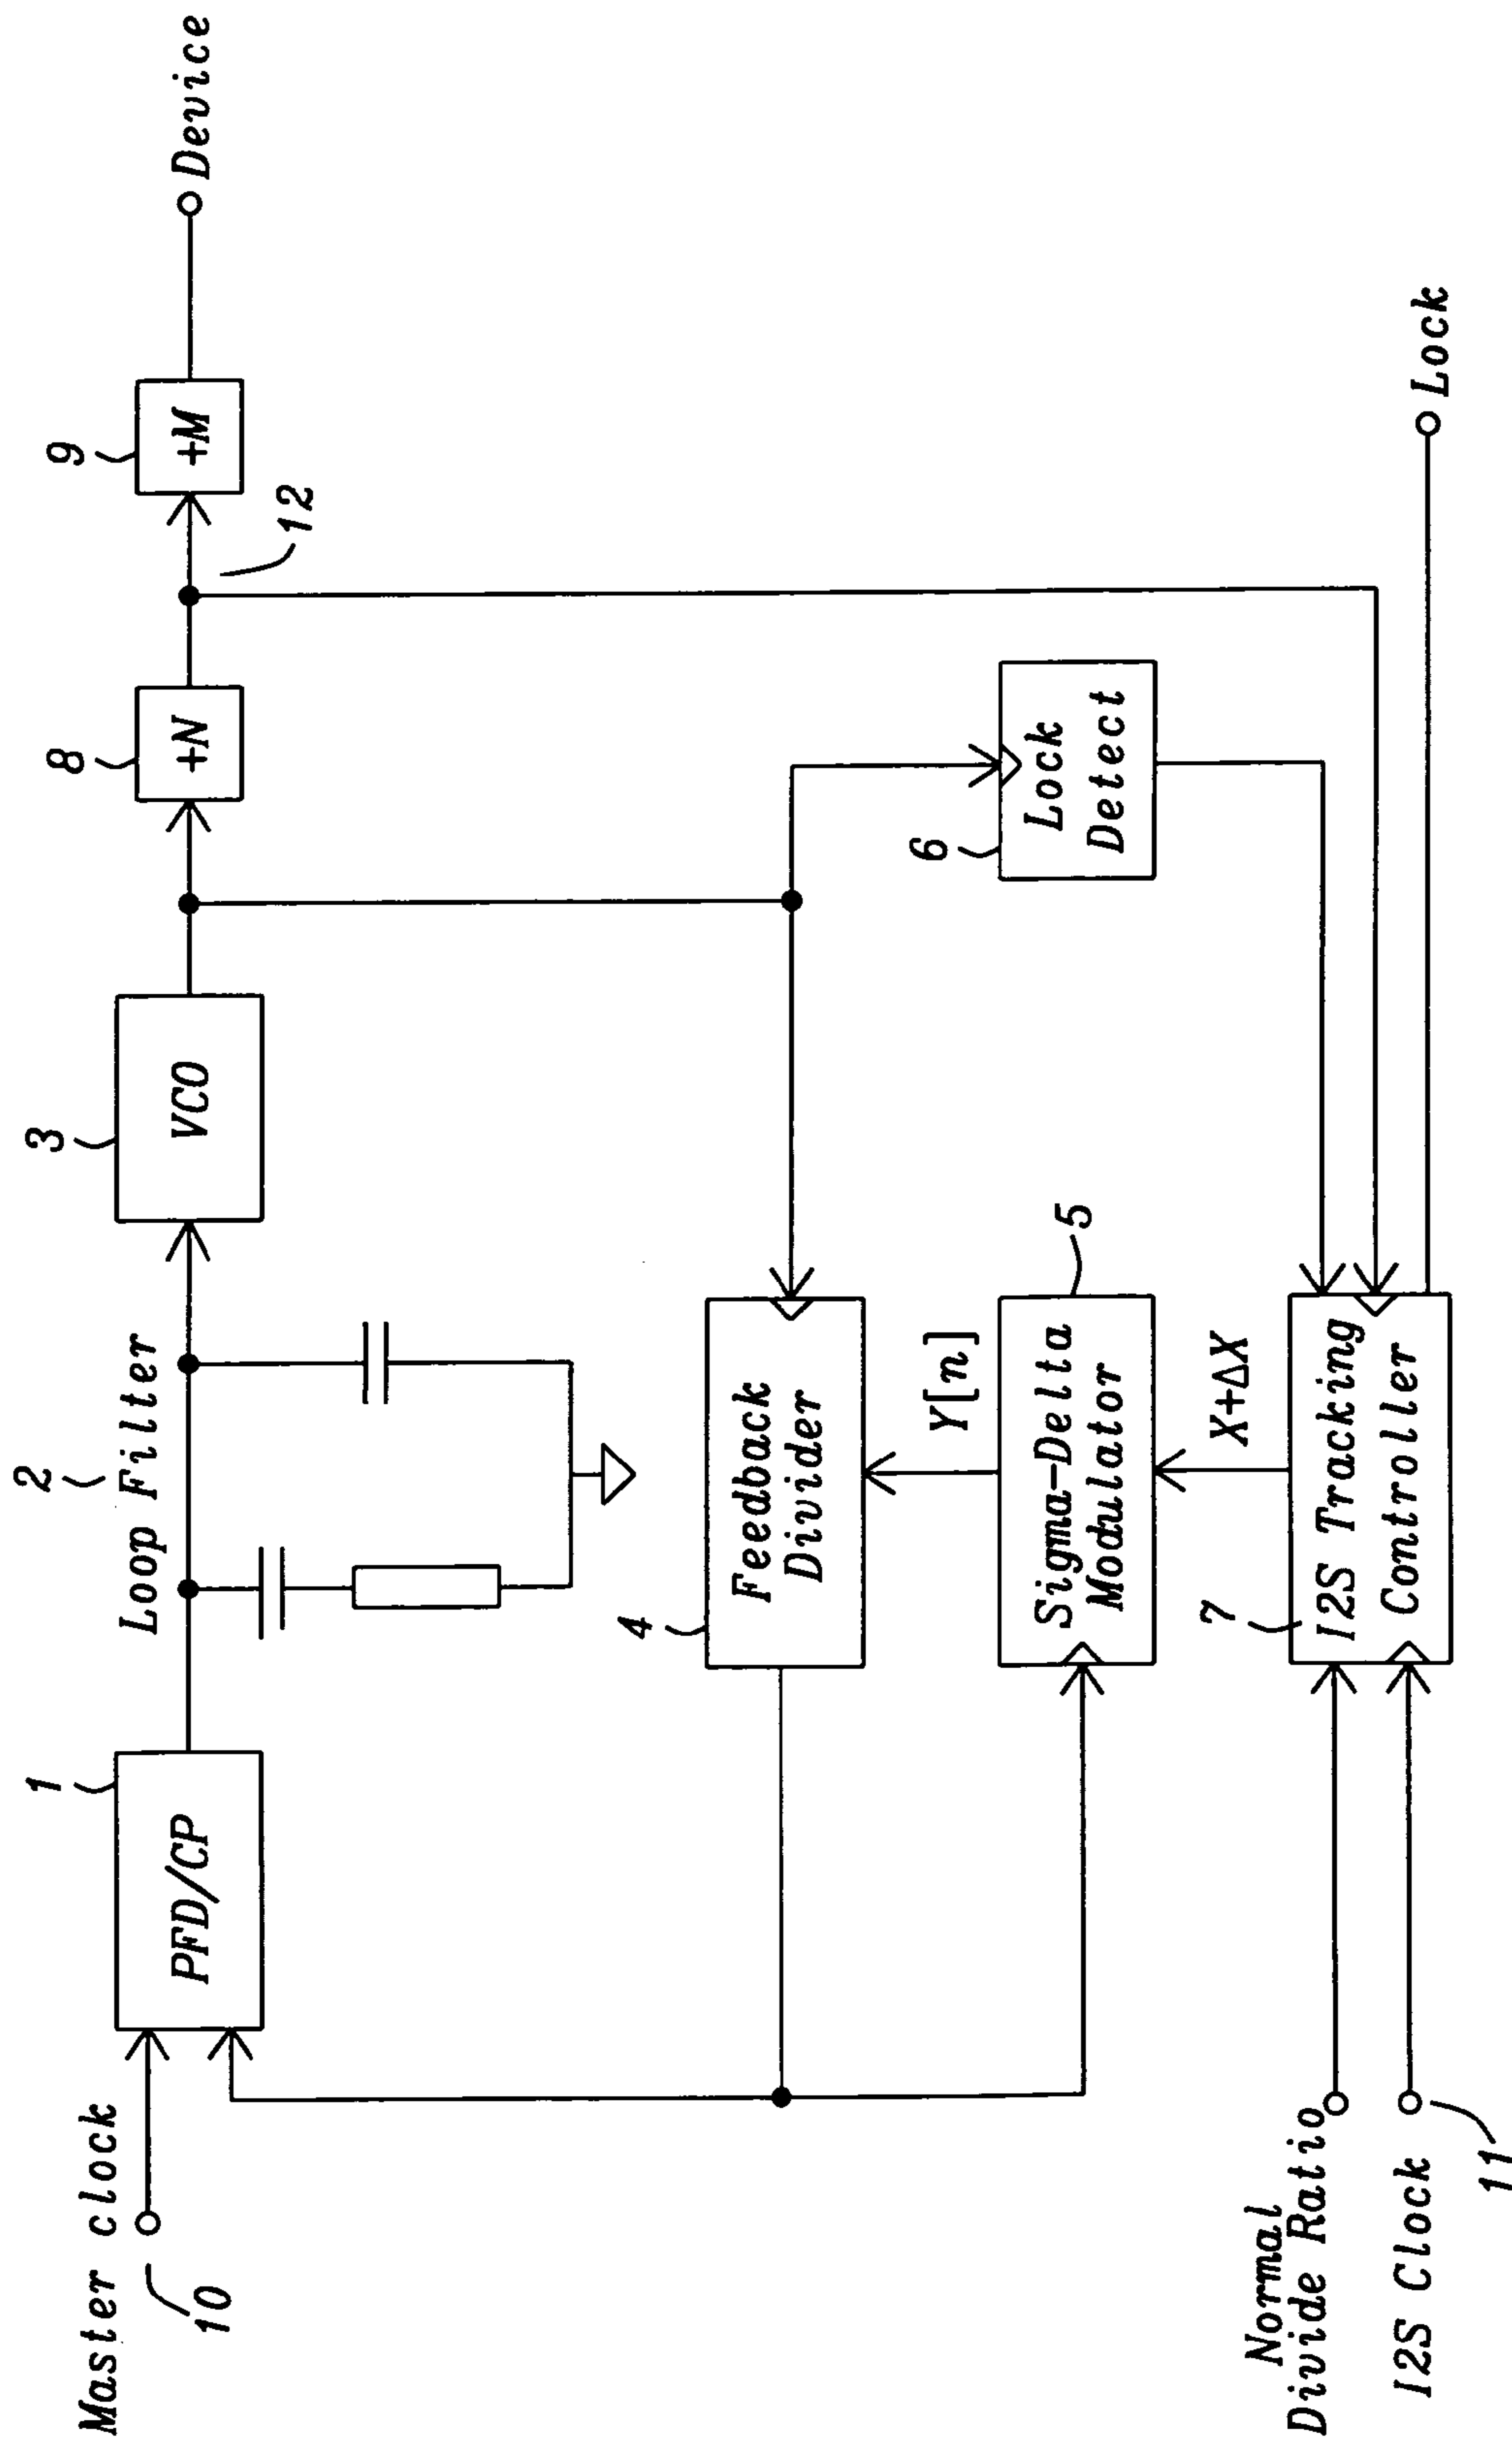 2
Loop Filter
Master clock
10
1
PFD/CP
3
VCO
8
+N
12
9
+M
Device
4
Feedback
Divider
Y[n]
5
Sigma-Delta
Modulator
X+ΔX
6
Lock
Detect
7
I2S Tracking
Controller
Normal
Divide Ratio
I2S Clock
11
Lock